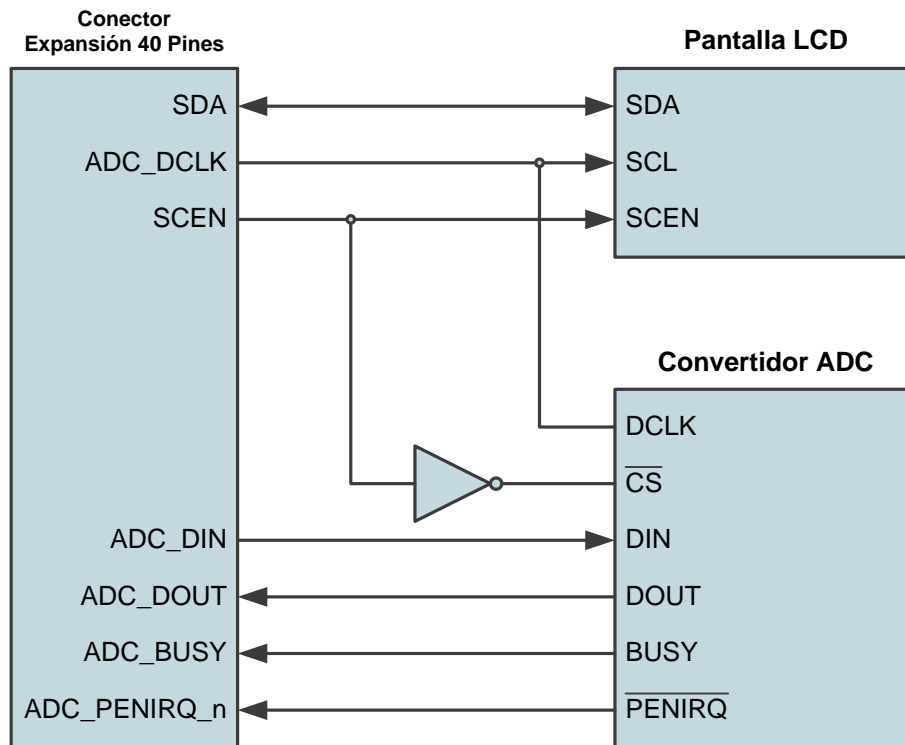 Conector
Expansión 40 Pines
SDA
ADC_DCLK
SCEN
ADC_DIN
ADC_DOUT
ADC_BUSY
ADC_PENIRQ_n
Pantalla LCD
SDA
SCL
SCEN
Convertidor ADC
DCLK
CS
DIN
DOUT
BUSY
PENIRQ